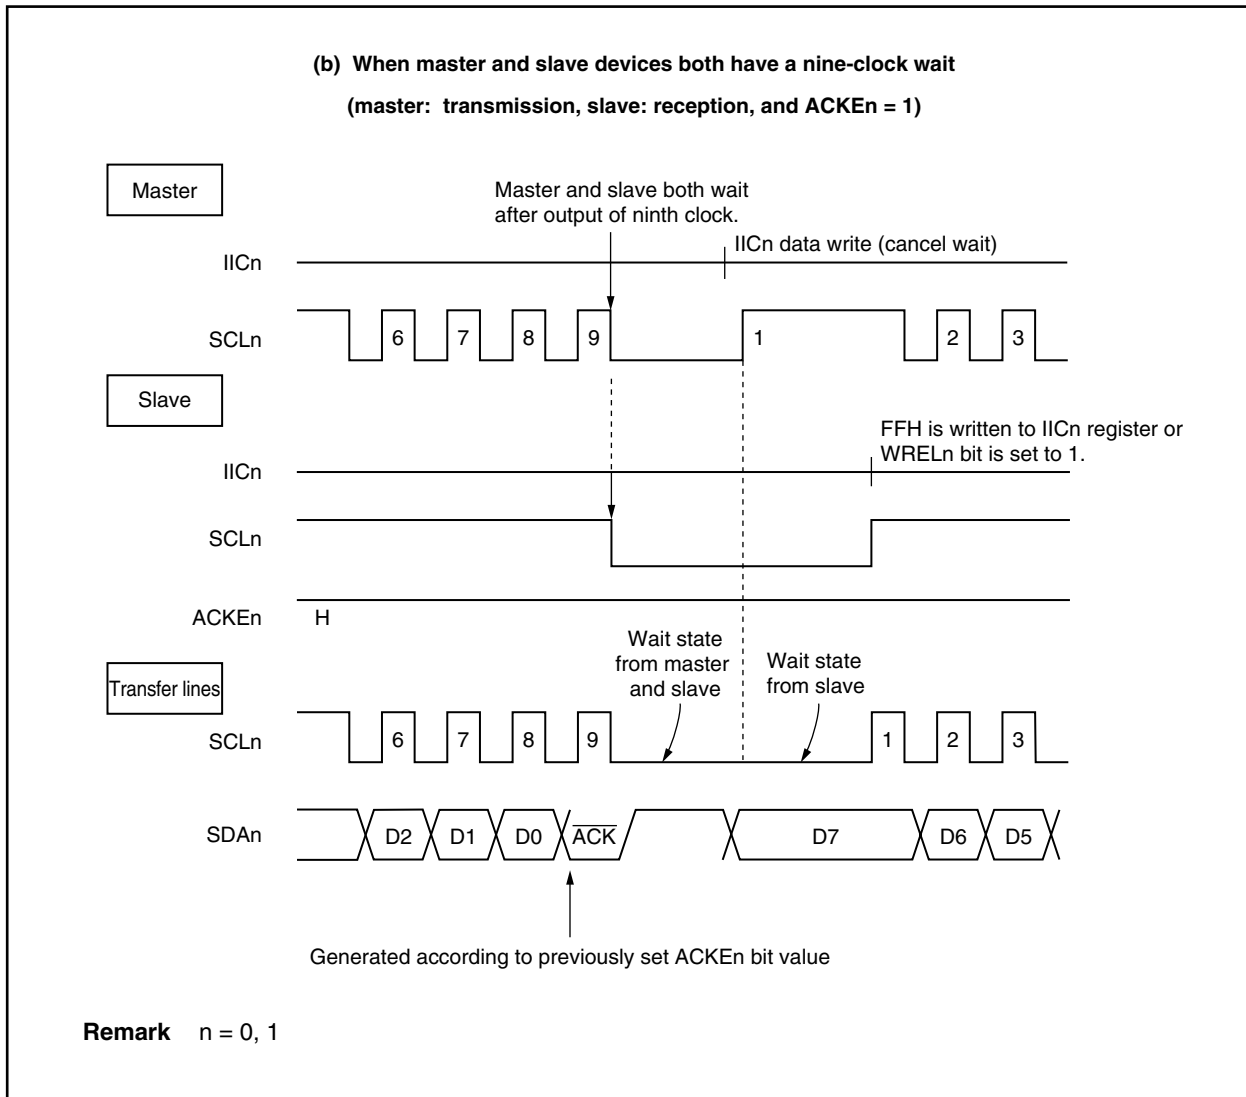 (b) When master and slave devices both have a nine-clock wait
(master: transmission, slave: reception, and ACKEn = 1)
Master
Master and slave both wait
after output of ninth clock.
IICn data write (cancel wait)
IICn
SCLn
6 7 8 9 1 2 3
Slave
FFH is written to IICn register or
WRELn bit is set to 1.
IICn
SCLn
ACKEn H
Wait state
from master
and slave
Wait state
from slave
Transfer lines
SCLn
6 7 8 9 1 2 3
SDAn
D2 D1 D0 A̅C̅K̅ D7 D6 D5
Generated according to previously set ACKEn bit value
Remark n = 0, 1